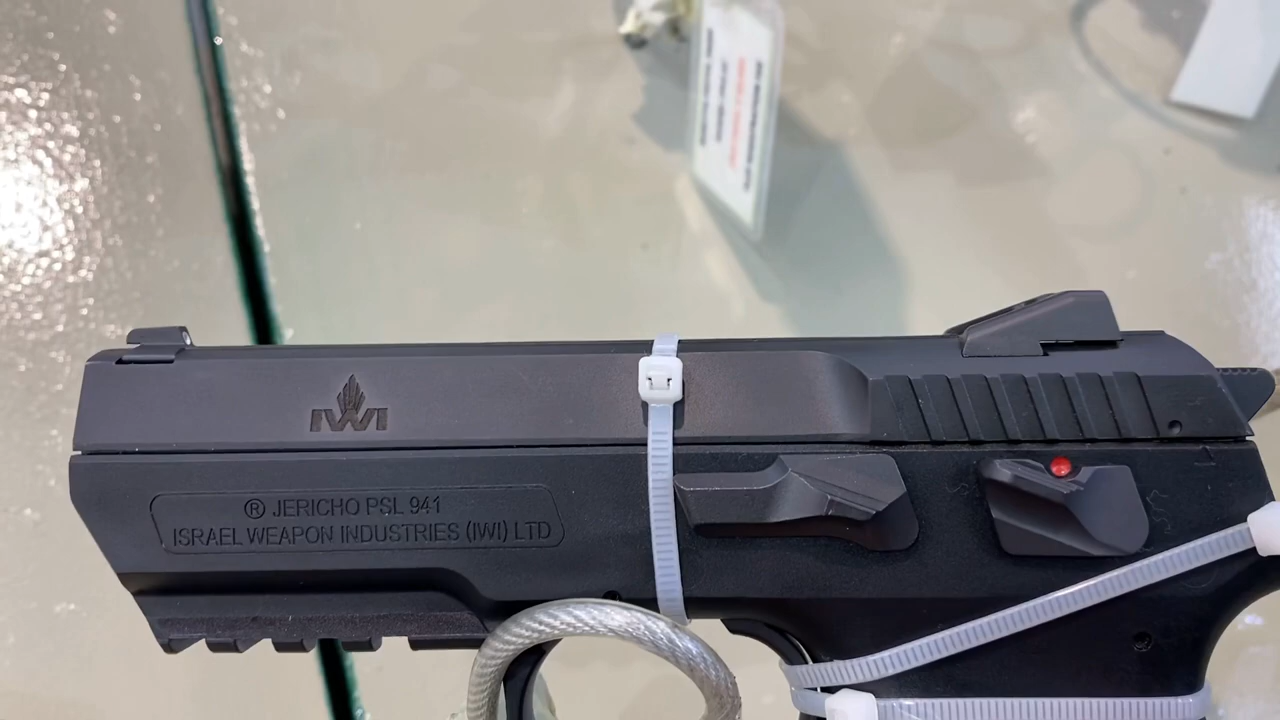 IWI
® JERICHO PSL 941
ISRAEL WEAPON INDUSTRIES (IWI) LTD